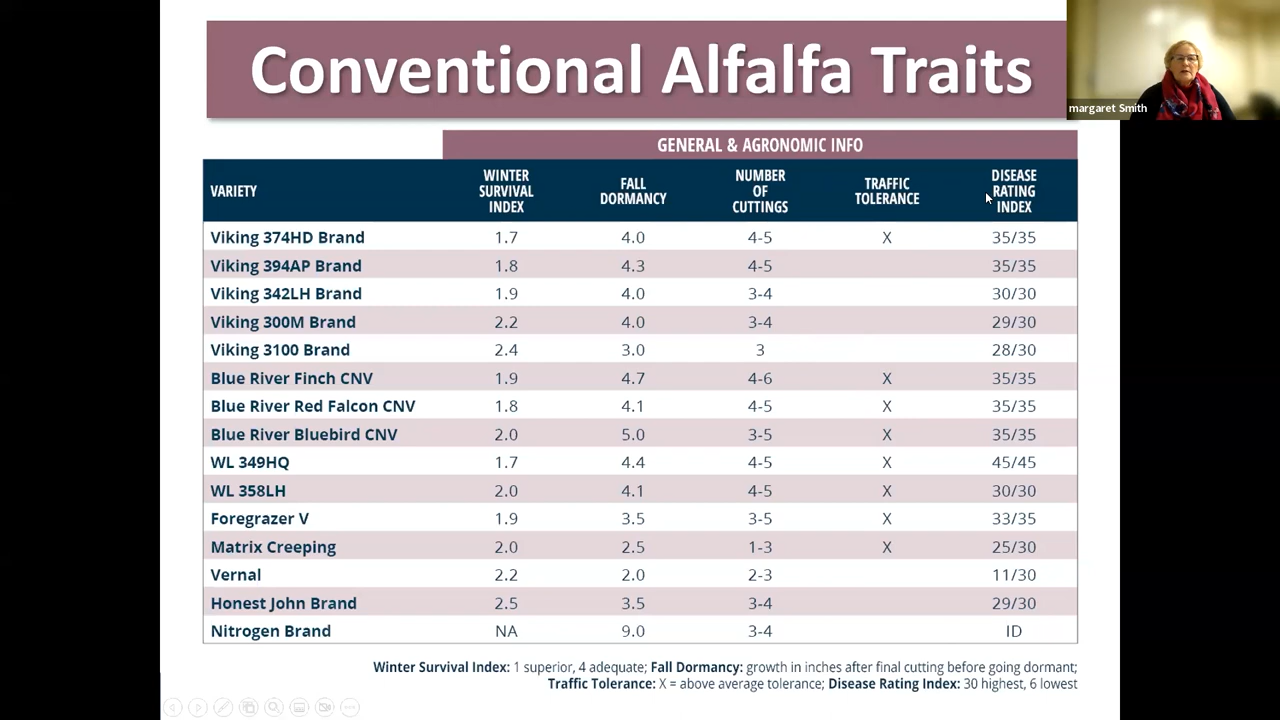 Conventional Alfalfa Traits
margaret Smith
GENERAL & AGRONOMIC INFO
VARIETY WINTER SURVIVAL INDEX FALL DORMANCY NUMBER OF CUTTINGS TRAFFIC TOLERANCE DISEASE RATING INDEX
Viking 374HD Brand 1.7 4.0 4-5 X 35/35
Viking 394AP Brand 1.8 4.3 4-5 35/35
Viking 342LH Brand 1.9 4.0 3-4 30/30
Viking 300M Brand 2.2 4.0 3-4 29/30
Viking 3100 Brand 2.4 3.0 3 28/30
Blue River Finch CNV 1.9 4.7 4-6 X 35/35
Blue River Red Falcon CNV 1.8 4.1 4-5 X 35/35
Blue River Bluebird CNV 2.0 5.0 3-5 X 35/35
WL 349HQ 1.7 4.4 4-5 X 45/45
WL 358LH 2.0 4.1 4-5 X 30/30
Foregrazer V 1.9 3.5 3-5 X 33/35
Matrix Creeping 2.0 2.5 1-3 X 25/30
Vernal 2.2 2.0 2-3 11/30
Honest John Brand 2.5 3.5 3-4 29/30
Nitrogen Brand NA 9.0 3-4 ID
Winter Survival Index: 1 superior, 4 adequate; Fall Dormancy: growth in inches after final cutting before going dormant;
Traffic Tolerance: X = above average tolerance; Disease Rating Index: 30 highest, 6 lowest